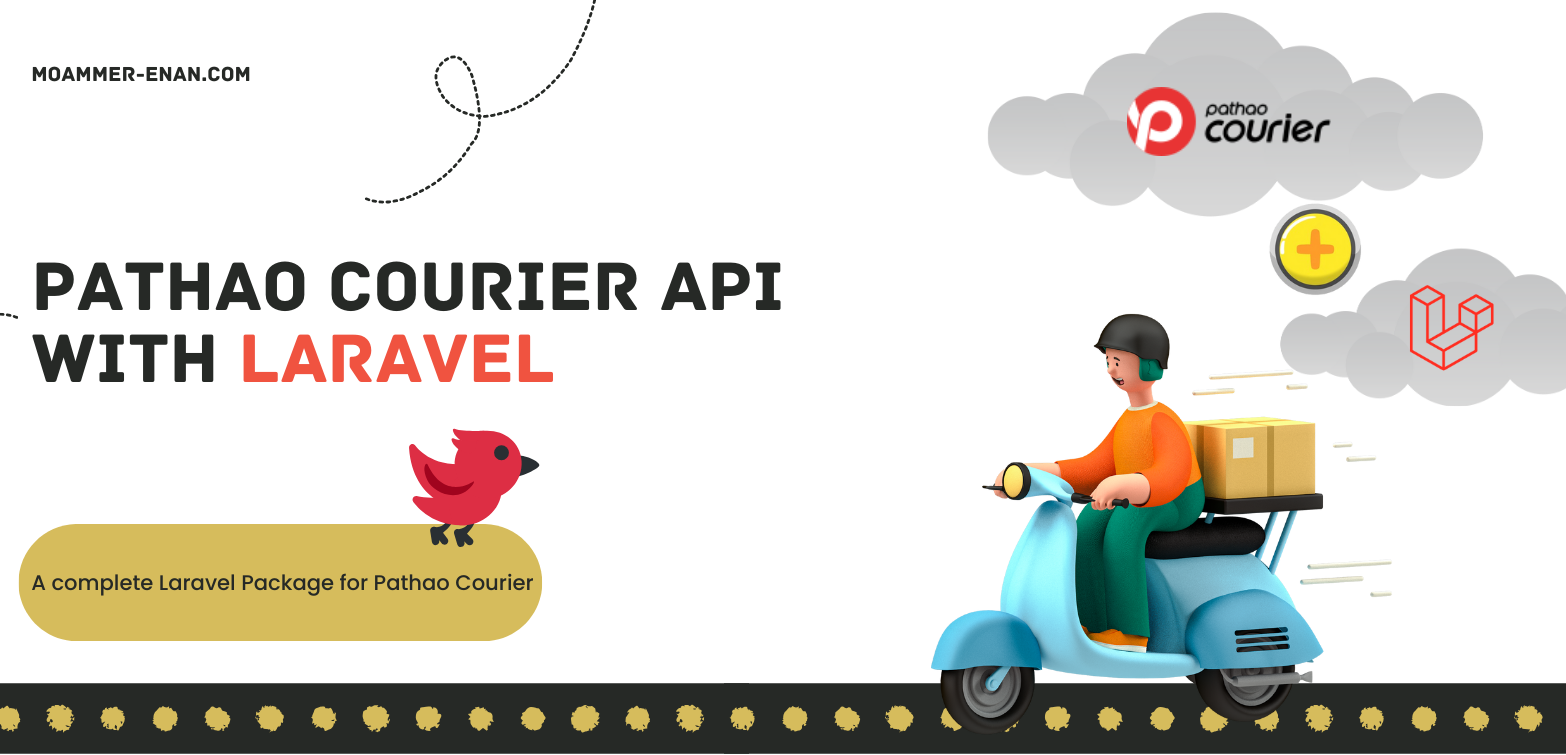 MOAMMER-ENAN.COM
pathao
courier
PATHAO COURIER API
WITH LARAVEL
A complete Laravel Package for Pathao Courier